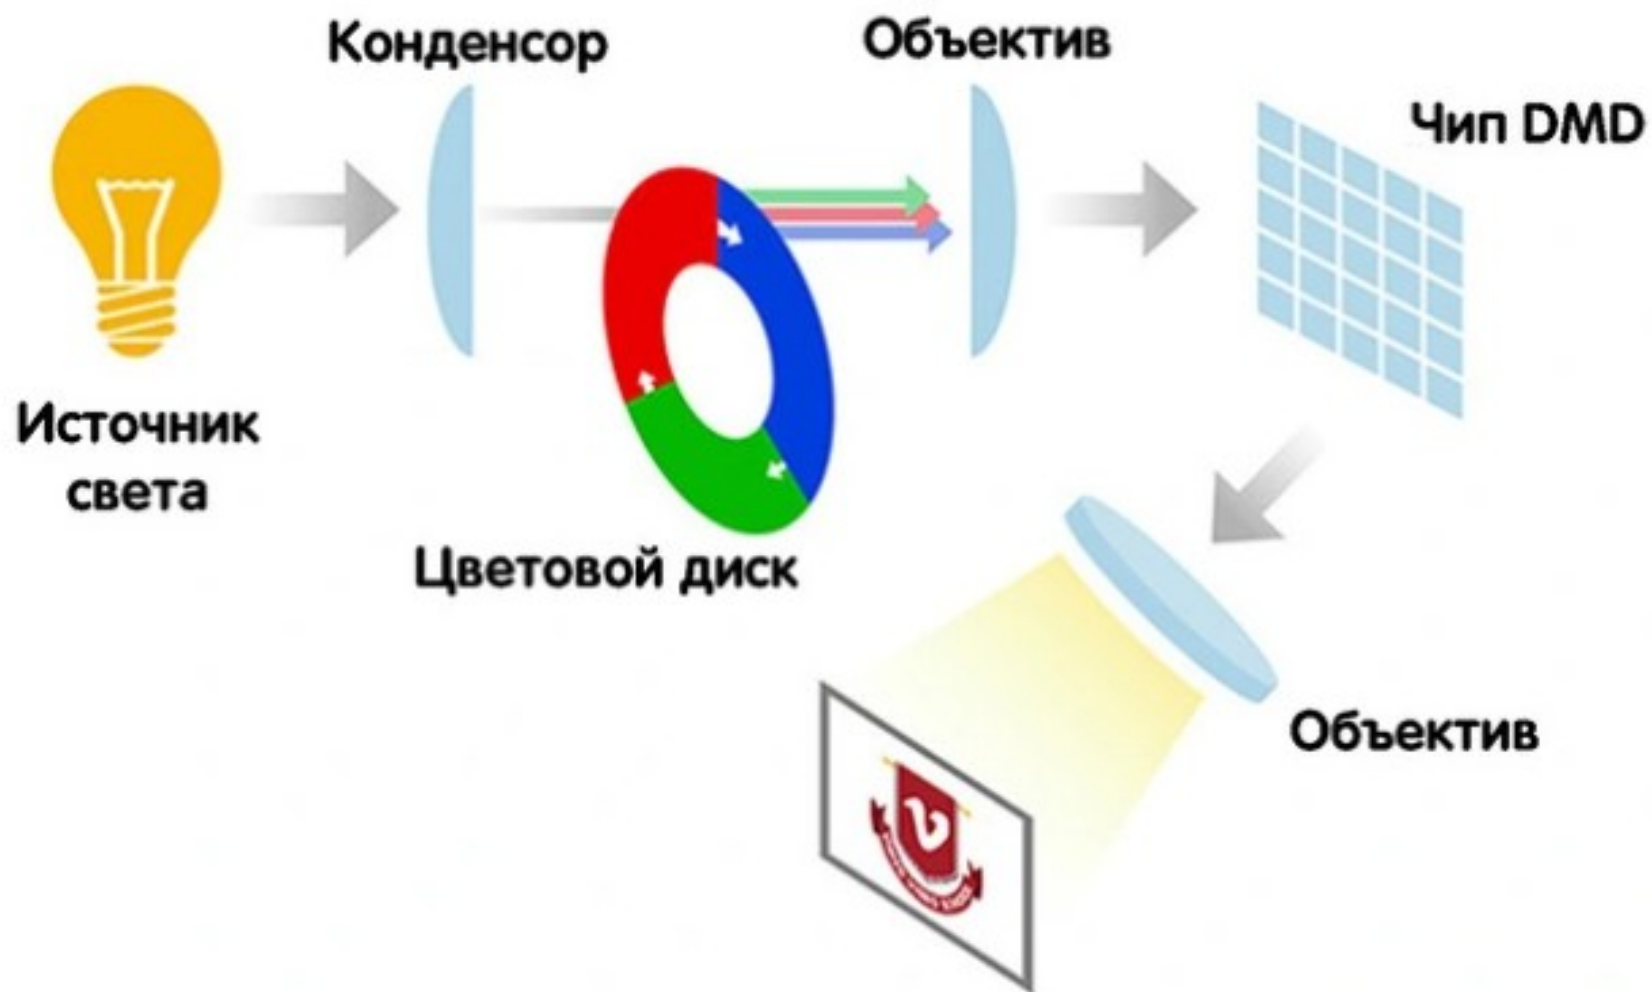 Конденсор
Объектив
Чип DMD
Источник
света
Цветовой диск
Объектив